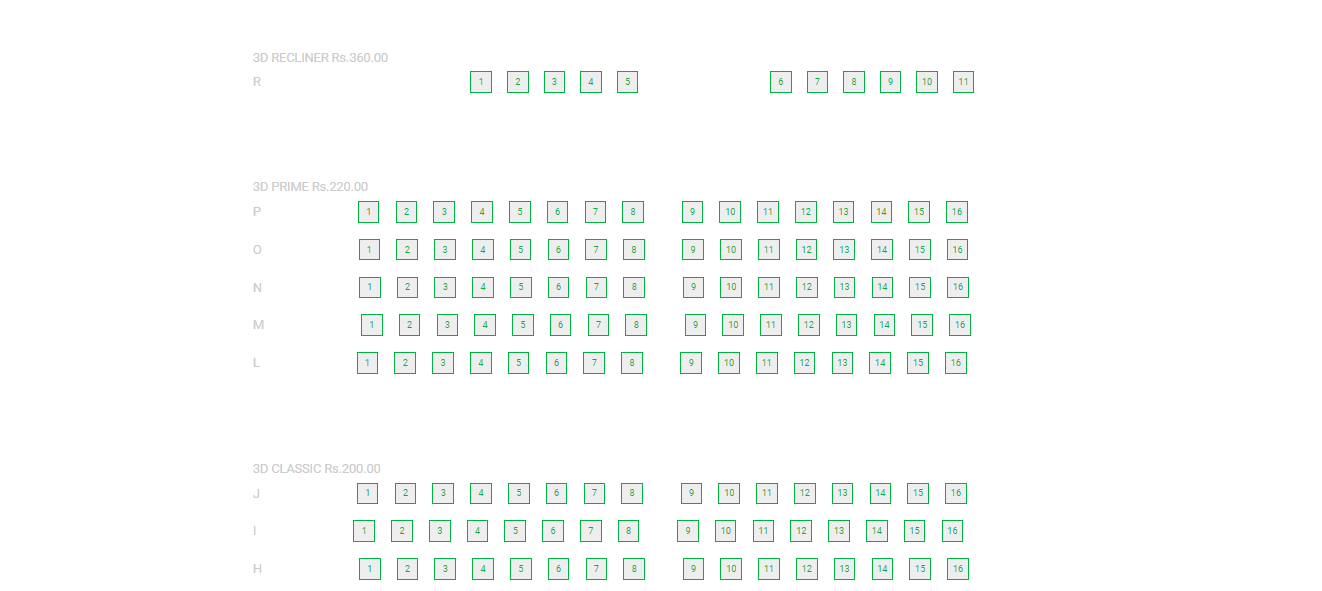 3D RECLINER Rs.360.00
R 1 2 3 4 5 6 7 8 9 10 11
3D PRIME Rs.220.00
P 1 2 3 4 5 6 7 8 9 10 11 12 13 14 15 16
O 1 2 3 4 5 6 7 8 9 10 11 12 13 14 15 16
N 1 2 3 4 5 6 7 8 9 10 11 12 13 14 15 16
M 1 2 3 4 5 6 7 8 9 10 11 12 13 14 15 16
L 1 2 3 4 5 6 7 8 9 10 11 12 13 14 15 16
3D CLASSIC Rs.200.00
J 1 2 3 4 5 6 7 8 9 10 11 12 13 14 15 16
I 1 2 3 4 5 6 7 8 9 10 11 12 13 14 15 16
H 1 2 3 4 5 6 7 8 9 10 11 12 13 14 15 16